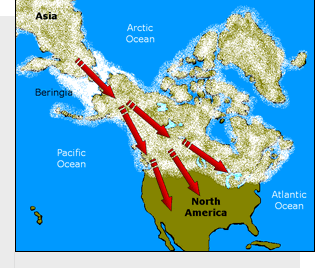 Asia
Arctic
Ocean
Beringia
Pacific
Ocean
North
America
Atlantic
Ocean